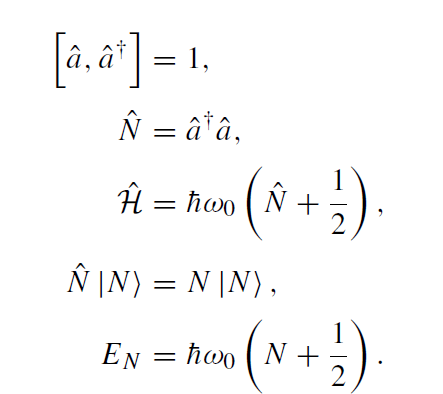 [â, â†] = 1,
N̂ = â†â,
Ĥ = ħω₀ (N̂ + 1/2),
N̂ |N⟩ = N |N⟩,
E_N = ħω₀ (N + 1/2).